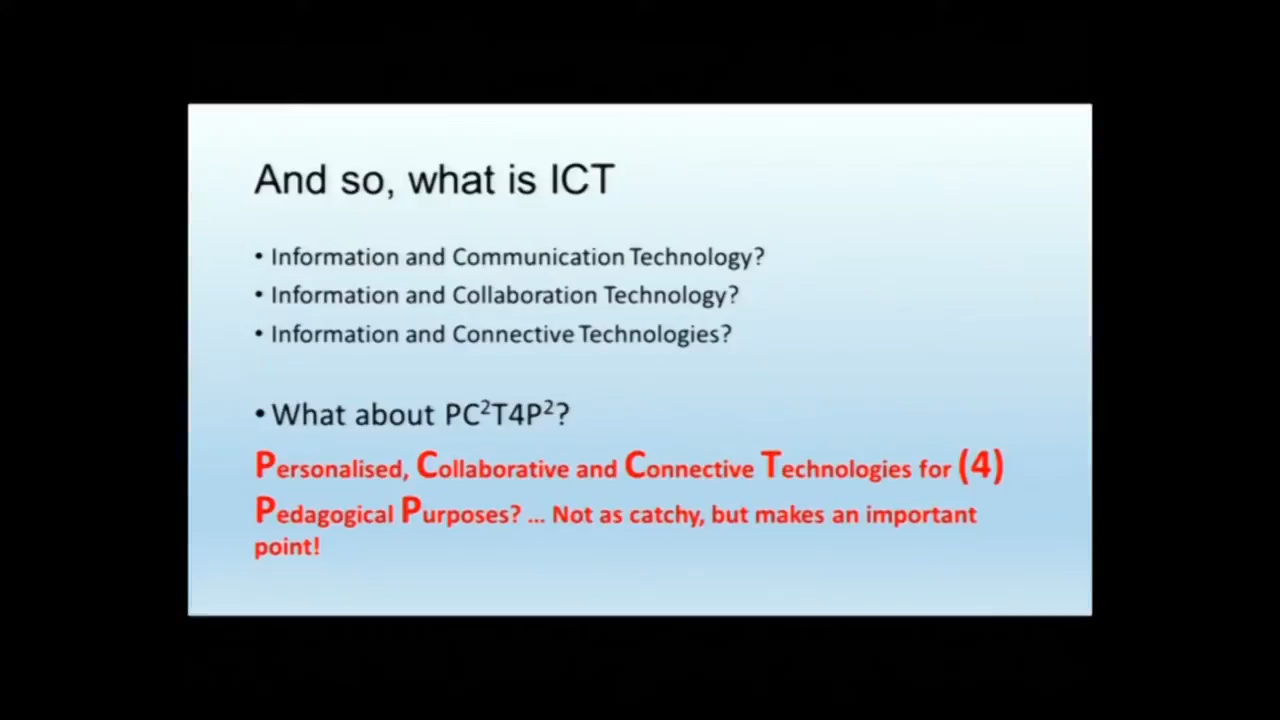 And so, what is ICT
• Information and Communication Technology?
• Information and Collaboration Technology?
• Information and Connective Technologies?
• What about PC²T4P²?
Personalised, Collaborative and Connective Technologies for (4)
Pedagogical Purposes? ... Not as catchy, but makes an important
point!